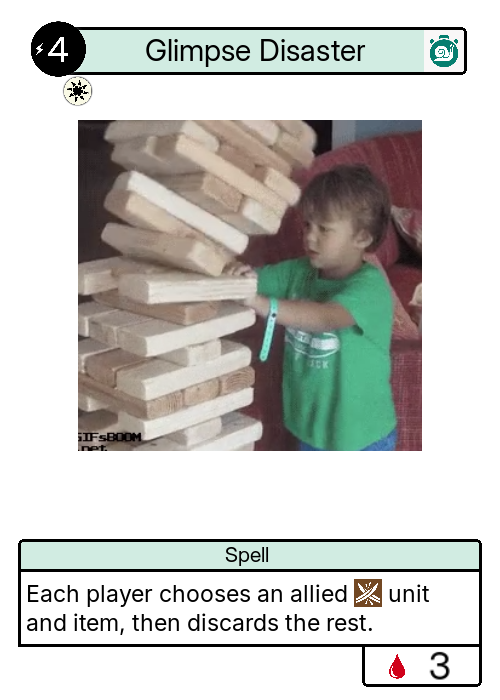 4
Glimpse Disaster
GIFsBOOM
.net
Spell
Each player chooses an allied unit
and item, then discards the rest.
3